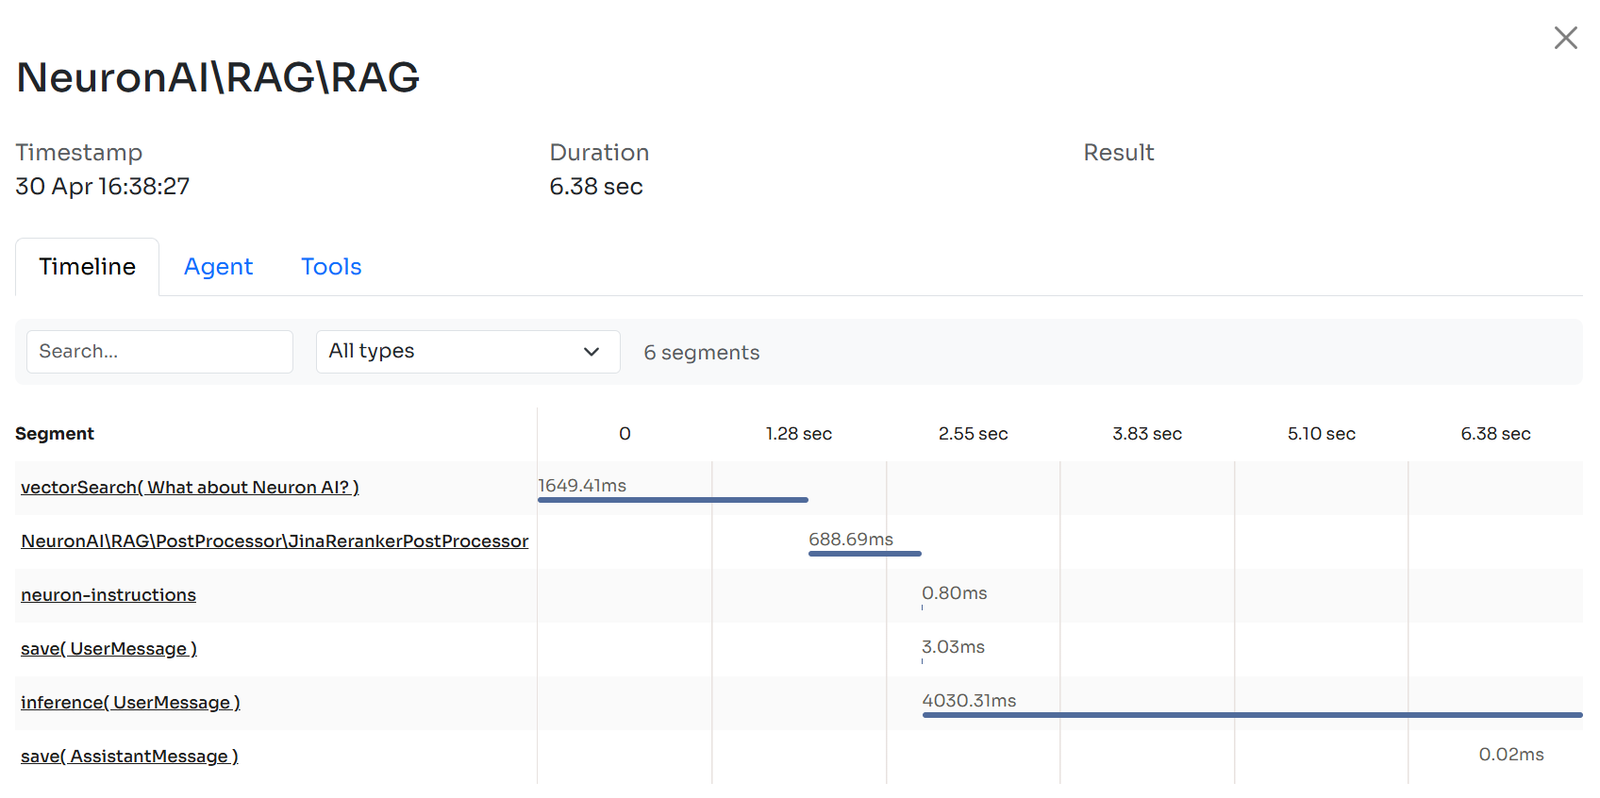 NeuronAI\RAG\RAG
Timestamp
30 Apr 16:38:27
Duration
6.38 sec
Result
Timeline Agent Tools
Search... All types 6 segments
Segment 0 1.28 sec 2.55 sec 3.83 sec 5.10 sec 6.38 sec
vectorSearch( What about Neuron AI? ) 1649.41ms
NeuronAI\RAG\PostProcessor\JinaRerankerPostProcessor 688.69ms
neuron-instructions 0.80ms
save( UserMessage ) 3.03ms
inference( UserMessage ) 4030.31ms
save( AssistantMessage ) 0.02ms